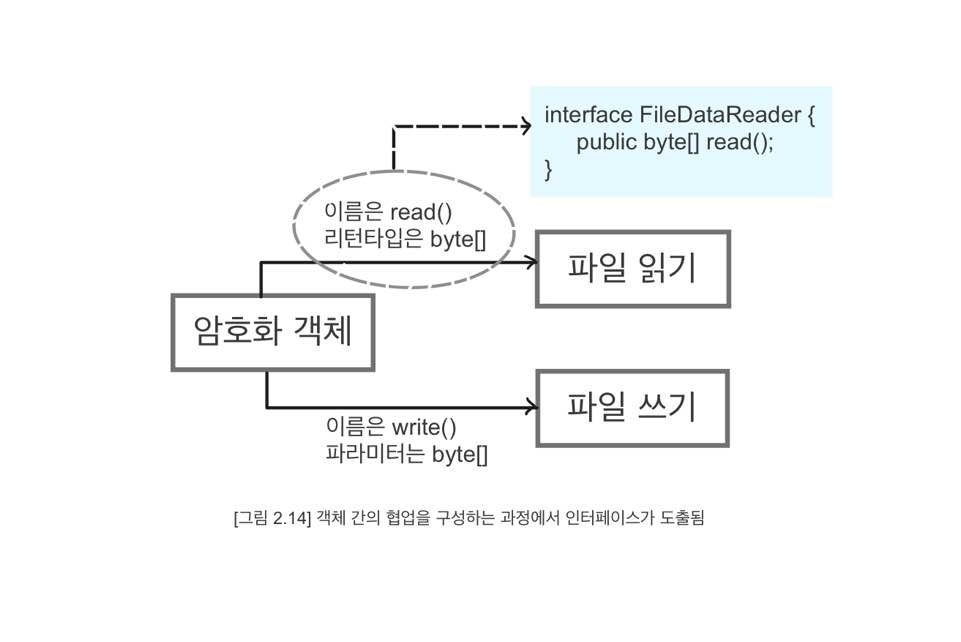 interface FileDataReader {
public byte[] read();
}
이름은 read()
리턴타입은 byte[]
파일 읽기
암호화 객체
파일 쓰기
이름은 write()
파라미터는 byte[]
[그림 2.14] 객체 간의 협업을 구성하는 과정에서 인터페이스가 도출됨